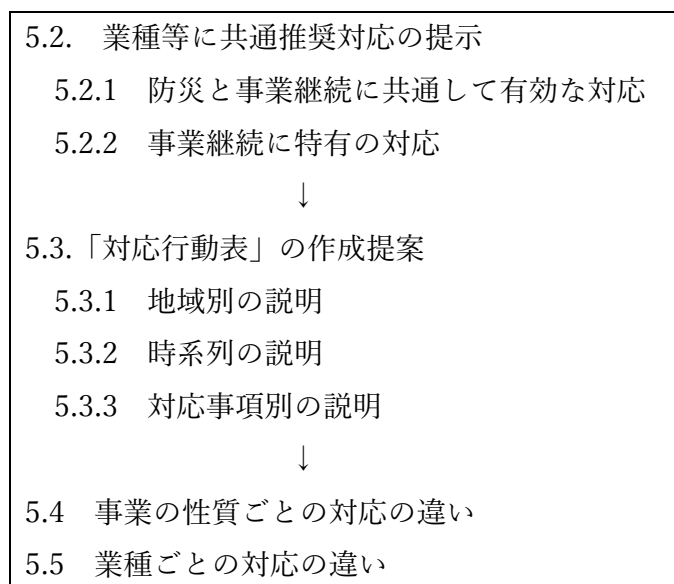 5.2.　業種等に共通推奨対応の提示
5.2.1　防災と事業継続に共通して有効な対応
5.2.2　事業継続に特有の対応
↓
5.3.「対応行動表」の作成提案
5.3.1　地域別の説明
5.3.2　時系列の説明
5.3.3　対応事項別の説明
↓
5.4　事業の性質ごとの対応の違い
5.5　業種ごとの対応の違い